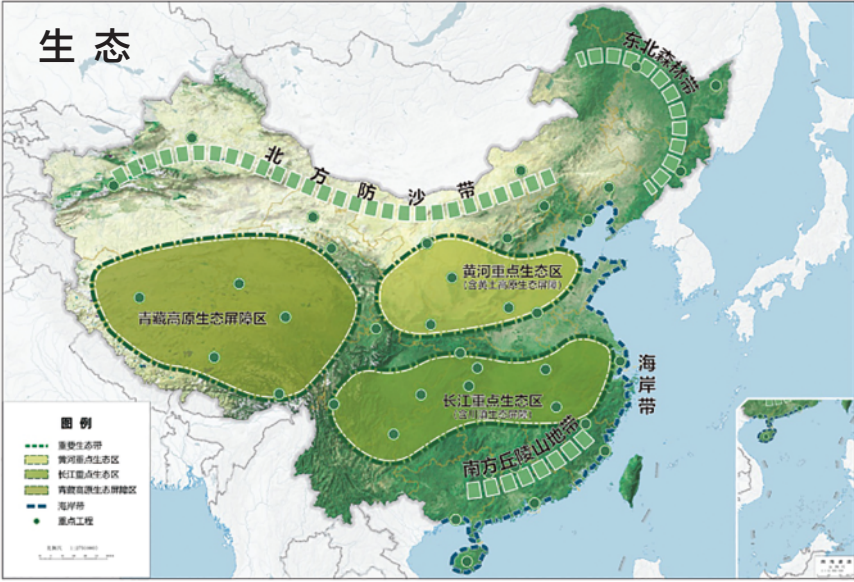 生态
东北森林带
北方防沙带
黄河重点生态区
(含黄土高原生态屏障)
青藏高原生态屏障区
海岸带
长江重点生态区
(含川滇生态屏障)
南方丘陵山地带
图例
重要生态带
黄河重点生态区
长江重点生态区
青藏高原生态屏障区
海岸带
重点工程